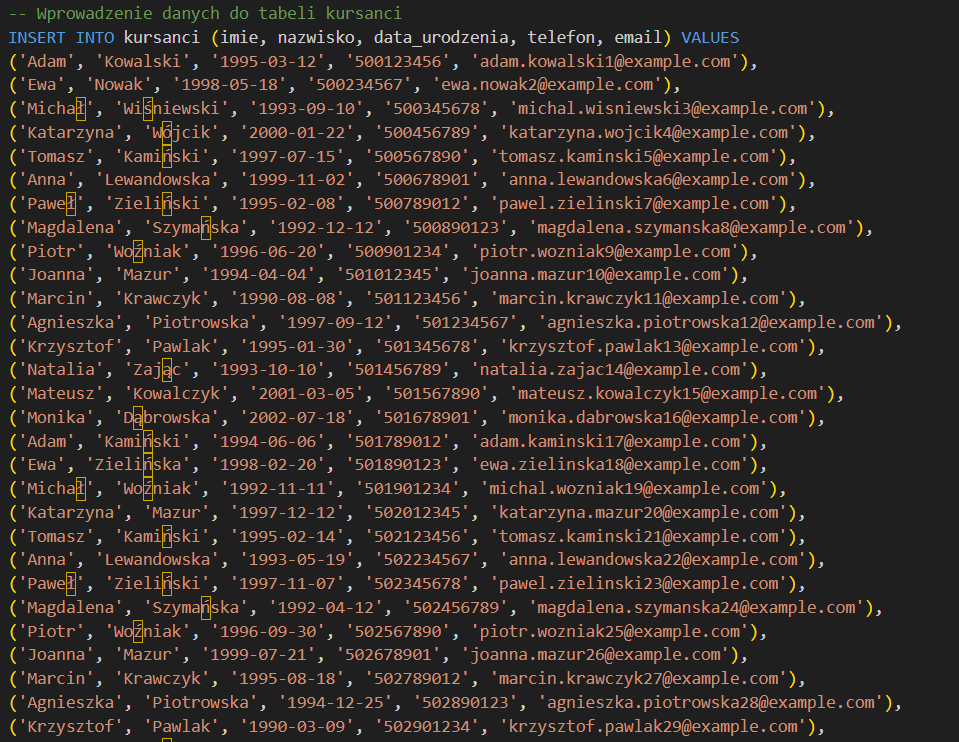 -- Wprowadzenie danych do tabeli kursanci
INSERT INTO kursanci (imie, nazwisko, data_urodzenia, telefon, email) VALUES
('Adam', 'Kowalski', '1995-03-12', '500123456', 'adam.kowalski1@example.com'),
('Ewa', 'Nowak', '1998-05-18', '500234567', 'ewa.nowak2@example.com'),
('Michał', 'Wiśniewski', '1993-09-10', '500345678', 'michal.wisniewski3@example.com'),
('Katarzyna', 'Wójcik', '2000-01-22', '500456789', 'katarzyna.wojcik4@example.com'),
('Tomasz', 'Kamiński', '1997-07-15', '500567890', 'tomasz.kaminski5@example.com'),
('Anna', 'Lewandowska', '1999-11-02', '500678901', 'anna.lewandowska6@example.com'),
('Paweł', 'Zieliński', '1995-02-08', '500789012', 'pawel.zielinski7@example.com'),
('Magdalena', 'Szymańska', '1992-12-12', '500890123', 'magdalena.szymanska8@example.com'),
('Piotr', 'Woźniak', '1996-06-20', '500901234', 'piotr.wozniak9@example.com'),
('Joanna', 'Mazur', '1994-04-04', '501012345', 'joanna.mazur10@example.com'),
('Marcin', 'Krawczyk', '1990-08-08', '501123456', 'marcin.krawczyk11@example.com'),
('Agnieszka', 'Piotrowska', '1997-09-12', '501234567', 'agnieszka.piotrowska12@example.com'),
('Krzysztof', 'Pawlak', '1995-01-30', '501345678', 'krzysztof.pawlak13@example.com'),
('Natalia', 'Zając', '1993-10-10', '501456789', 'natalia.zajac14@example.com'),
('Mateusz', 'Kowalczyk', '2001-03-05', '501567890', 'mateusz.kowalczyk15@example.com'),
('Monika', 'Dąbrowska', '2002-07-18', '501678901', 'monika.dabrowska16@example.com'),
('Adam', 'Kamiński', '1994-06-06', '501789012', 'adam.kaminski17@example.com'),
('Ewa', 'Zielińska', '1998-02-20', '501890123', 'ewa.zielinska18@example.com'),
('Michał', 'Woźniak', '1992-11-11', '501901234', 'michal.wozniak19@example.com'),
('Katarzyna', 'Mazur', '1997-12-12', '502012345', 'katarzyna.mazur20@example.com'),
('Tomasz', 'Kamiński', '1995-02-14', '502123456', 'tomasz.kaminski21@example.com'),
('Anna', 'Lewandowska', '1993-05-19', '502234567', 'anna.lewandowska22@example.com'),
('Paweł', 'Zieliński', '1997-11-07', '502345678', 'pawel.zielinski23@example.com'),
('Magdalena', 'Szymańska', '1992-04-12', '502456789', 'magdalena.szymanska24@example.com'),
('Piotr', 'Woźniak', '1996-09-30', '502567890', 'piotr.wozniak25@example.com'),
('Joanna', 'Mazur', '1999-07-21', '502678901', 'joanna.mazur26@example.com'),
('Marcin', 'Krawczyk', '1995-08-18', '502789012', 'marcin.krawczyk27@example.com'),
('Agnieszka', 'Piotrowska', '1994-12-25', '502890123', 'agnieszka.piotrowska28@example.com'),
('Krzysztof', 'Pawlak', '1990-03-09', '502901234', 'krzysztof.pawlak29@example.com'),